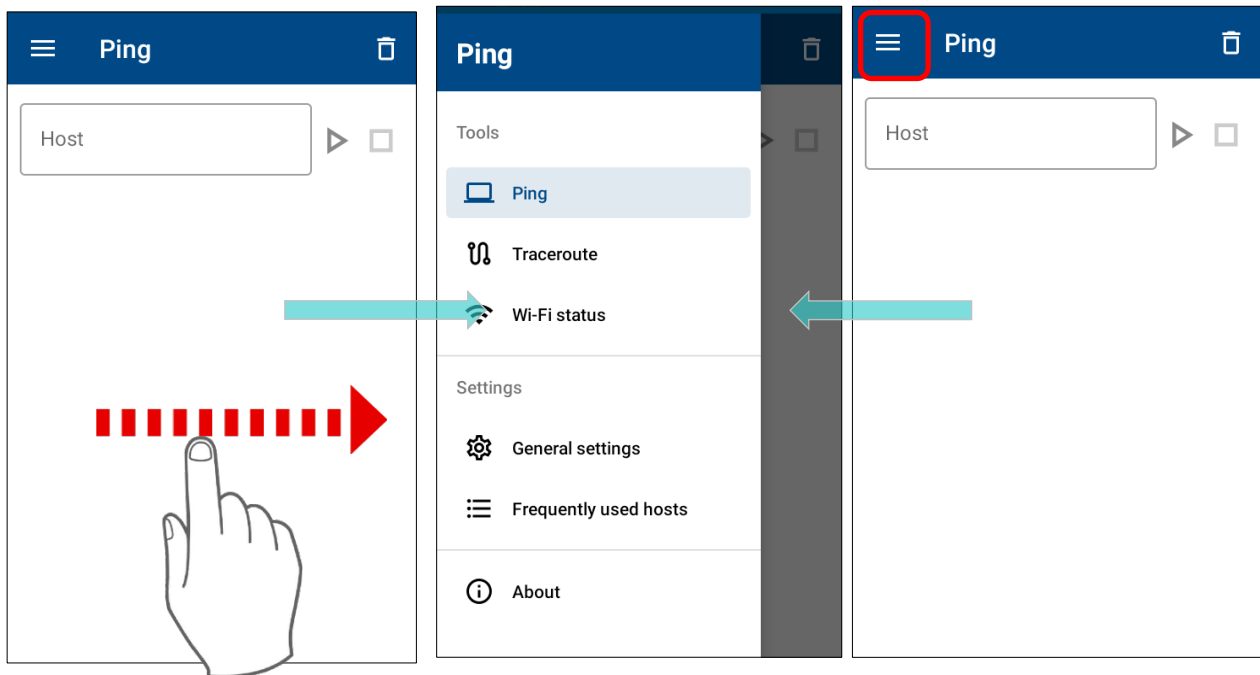 Ping
Host
Ping
Tools
Ping
Traceroute
Wi-Fi status
Settings
General settings
Frequently used hosts
About
Ping
Host